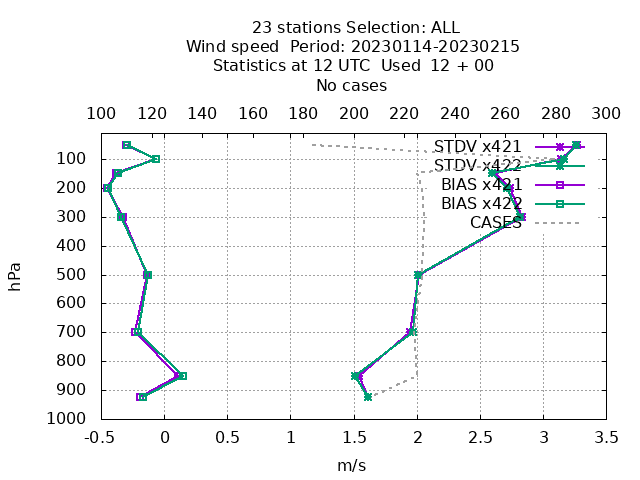 23 stations Selection: ALL
Wind speed  Period: 20230114-20230215
Statistics at 12 UTC  Used  12 + 00
No cases
100 120 140 160 180 200 220 240 260 280 300
STDV x421
STDV x422
BIAS x421
BIAS x422
CASES
100
200
300
400
500
600
700
800
900
1000
hPa
-0.5 0 0.5 1 1.5 2 2.5 3 3.5
m/s